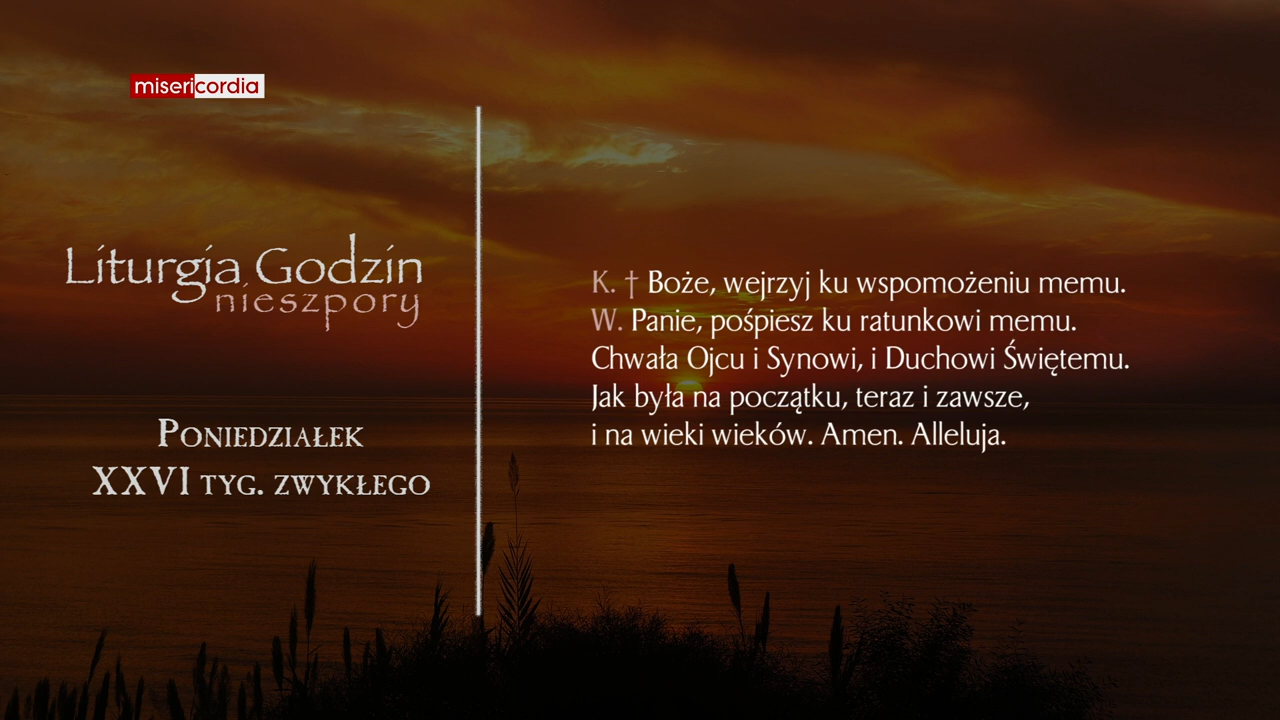 misericordia
Liturgia Godzin
nieszpory
Poniedziałek
XXVI tyg. zwykłego
K. † Boże, wejrzyj ku wspomożeniu memu.
W. Panie, pośpiesz ku ratunkowi memu.
Chwała Ojcu i Synowi, i Duchowi Świętemu.
Jak była na początku, teraz i zawsze,
i na wieki wieków. Amen. Alleluja.